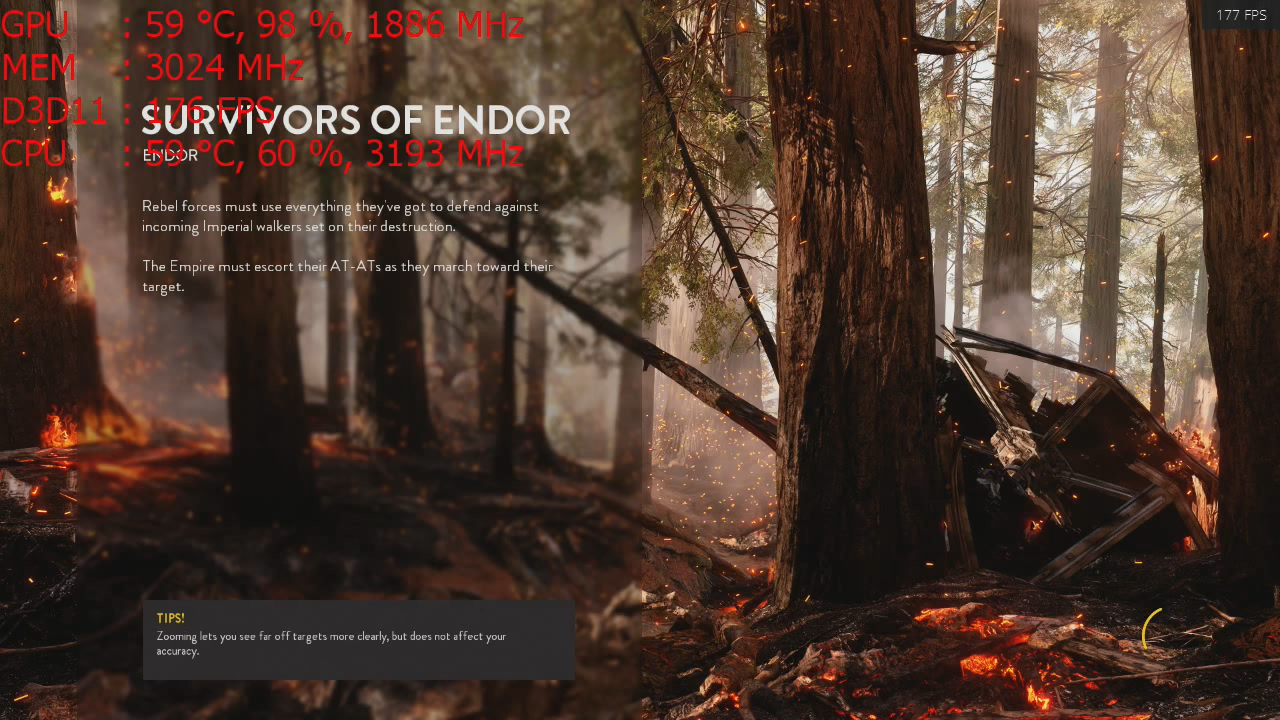 GPU : 59 °C, 98 %, 1886 MHz
177 FPS
MEM : 3024 MHz
D3D11 : 176 FPS
SURVIVORS OF ENDOR
CPU : 59 °C, 60 %, 3193 MHz
ENDOR
Rebel forces must use everything they've got to defend against
incoming Imperial walkers set on their destruction.
The Empire must escort their AT-ATs as they march toward their
target.
TIPS!
Zooming lets you see far off targets more clearly, but does not affect your
accuracy.